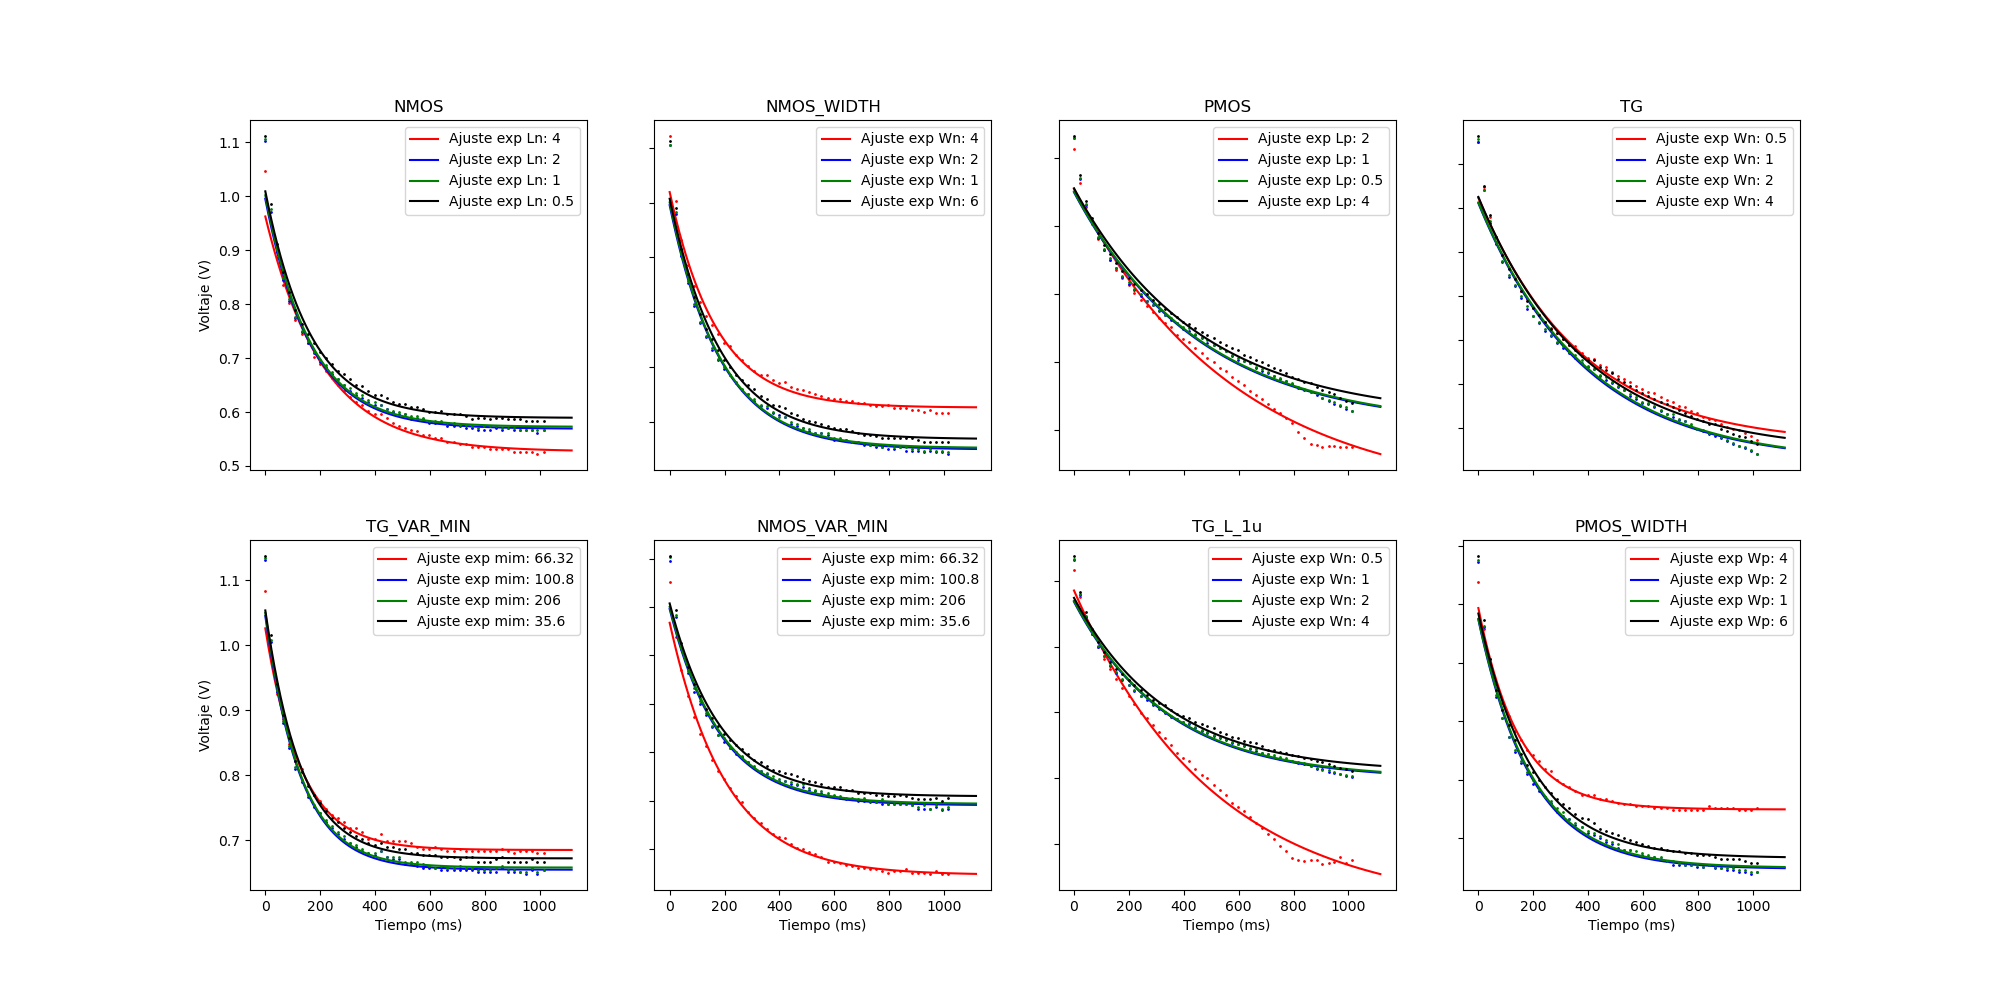 NMOS
NMOS_WIDTH
PMOS
TG
Voltaje (V)
1.1
1.0
0.9
0.8
0.7
0.6
0.5
Ajuste exp Ln: 4
Ajuste exp Ln: 2
Ajuste exp Ln: 1
Ajuste exp Ln: 0.5
Ajuste exp Wn: 4
Ajuste exp Wn: 2
Ajuste exp Wn: 1
Ajuste exp Wn: 6
Ajuste exp Lp: 2
Ajuste exp Lp: 1
Ajuste exp Lp: 0.5
Ajuste exp Lp: 4
Ajuste exp Wn: 0.5
Ajuste exp Wn: 1
Ajuste exp Wn: 2
Ajuste exp Wn: 4
TG_VAR_MIN
NMOS_VAR_MIN
TG_L_1u
PMOS_WIDTH
Voltaje (V)
1.1
1.0
0.9
0.8
0.7
Ajuste exp mim: 66.32
Ajuste exp mim: 100.8
Ajuste exp mim: 206
Ajuste exp mim: 35.6
Ajuste exp mim: 66.32
Ajuste exp mim: 100.8
Ajuste exp mim: 206
Ajuste exp mim: 35.6
Ajuste exp Wn: 0.5
Ajuste exp Wn: 1
Ajuste exp Wn: 2
Ajuste exp Wn: 4
Ajuste exp Wp: 4
Ajuste exp Wp: 2
Ajuste exp Wp: 1
Ajuste exp Wp: 6
0 200 400 600 800 1000
0 200 400 600 800 1000
0 200 400 600 800 1000
0 200 400 600 800 1000
Tiempo (ms)
Tiempo (ms)
Tiempo (ms)
Tiempo (ms)